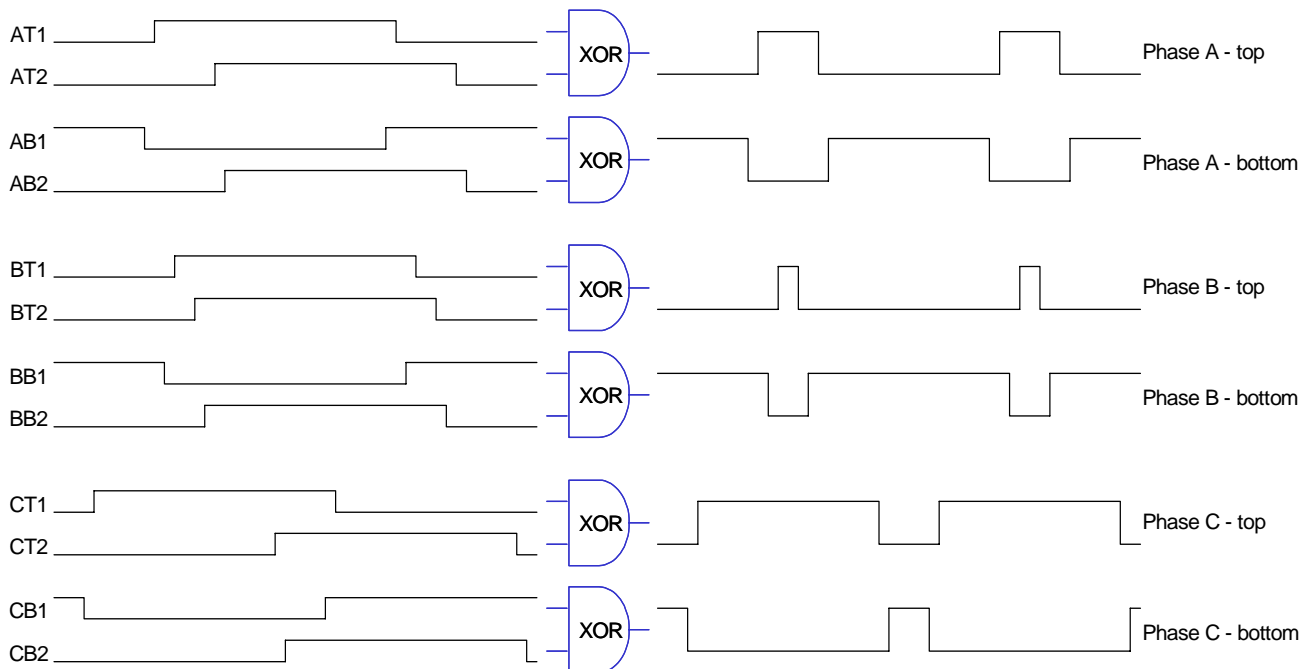 AT1
AT2
XOR
Phase A - top
AB1
AB2
XOR
Phase A - bottom
BT1
BT2
XOR
Phase B - top
BB1
BB2
XOR
Phase B - bottom
CT1
CT2
XOR
Phase C - top
CB1
CB2
XOR
Phase C - bottom